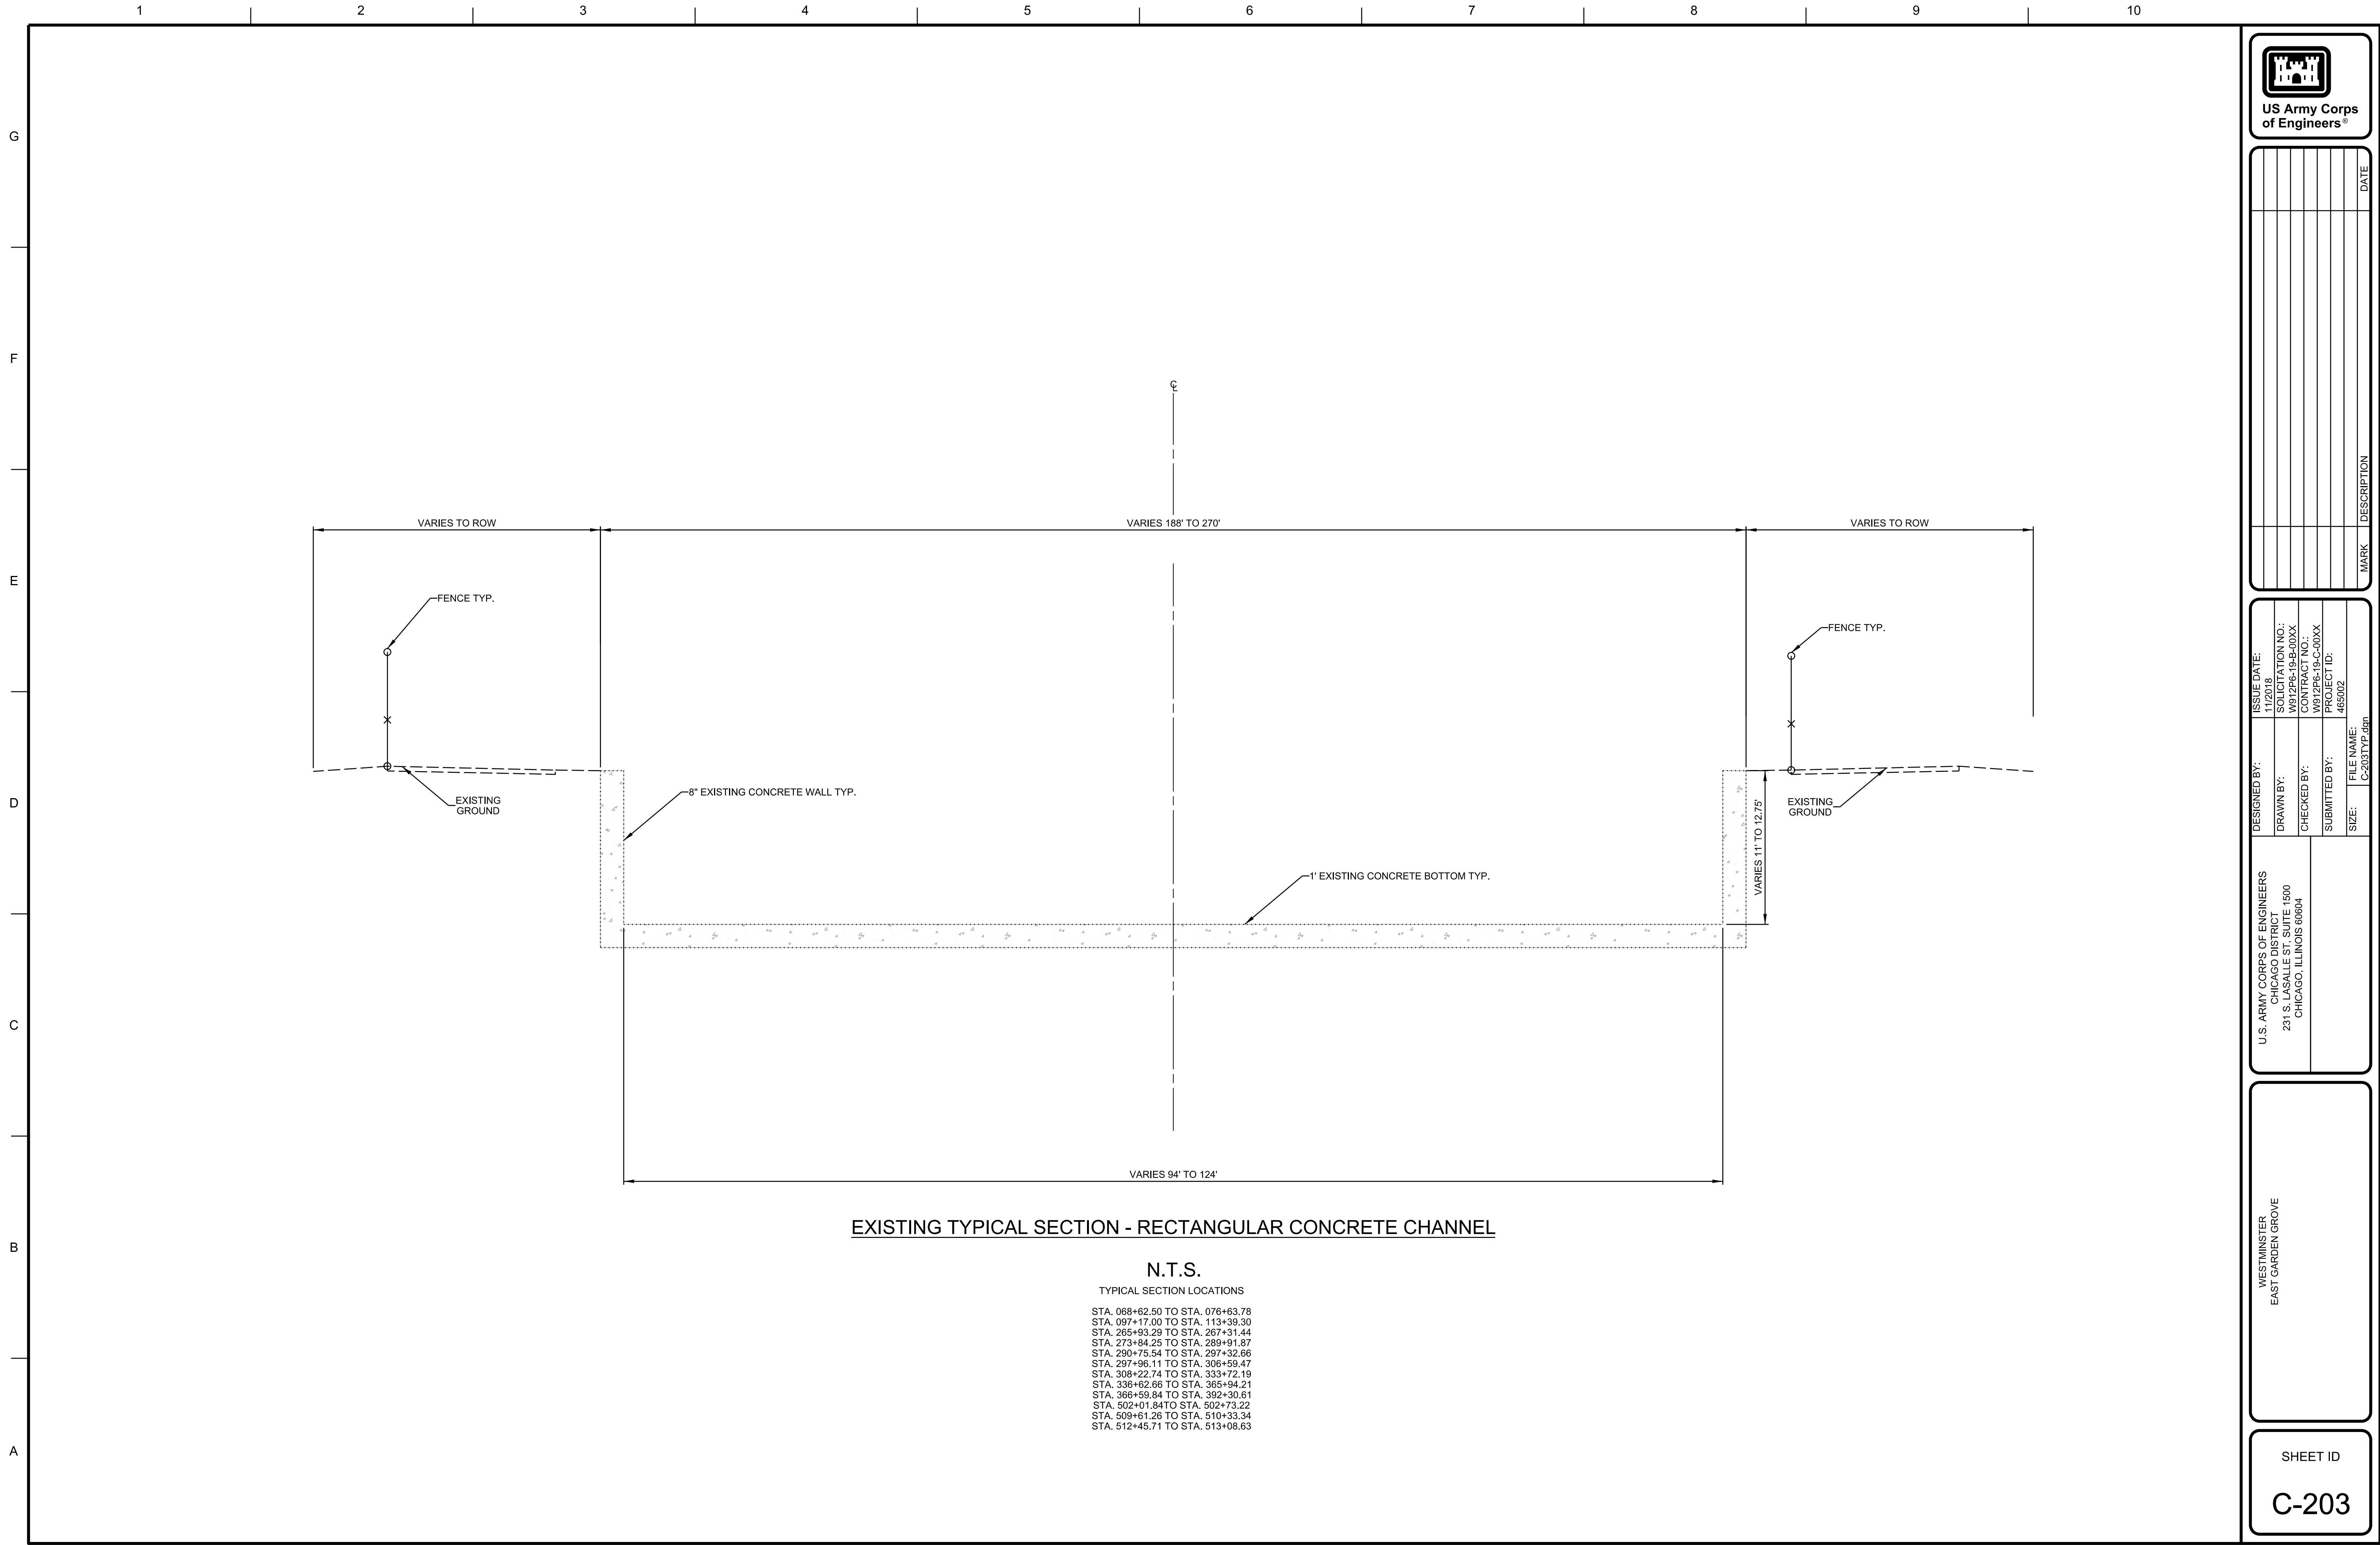 1 2 3 4 5 6 7 8 9 10
G
F
E
D
C
B
A
℄
VARIES TO ROW
VARIES 188' TO 270'
VARIES TO ROW
FENCE TYP.
FENCE TYP.
EXISTING
GROUND
8" EXISTING CONCRETE WALL TYP.
EXISTING
GROUND
VARIES 11' TO 12.75'
1' EXISTING CONCRETE BOTTOM TYP.
VARIES 94' TO 124'
EXISTING TYPICAL SECTION - RECTANGULAR CONCRETE CHANNEL
N.T.S.
TYPICAL SECTION LOCATIONS
STA. 068+62.50 TO STA. 076+63.78
STA. 097+17.00 TO STA. 113+39.30
STA. 265+93.29 TO STA. 267+31.44
STA. 273+84.25 TO STA. 289+91.87
STA. 290+75.54 TO STA. 297+32.66
STA. 297+96.11 TO STA. 306+59.47
STA. 308+22.74 TO STA. 333+72.19
STA. 336+62.66 TO STA. 365+94.21
STA. 366+59.84 TO STA. 392+30.61
STA. 502+01.84TO STA. 502+73.22
STA. 509+61.26 TO STA. 510+33.34
STA. 512+45.71 TO STA. 513+08.63
US Army Corps
of Engineers®
MARK DESCRIPTION DATE
DESIGNED BY:
DRAWN BY:
CHECKED BY:
SUBMITTED BY:
SIZE:
ISSUE DATE:
11/2018
SOLICITATION NO.:
W912P6-19-B-00XX
CONTRACT NO.:
W912P6-19-C-00XX
PROJECT ID:
465002
FILE NAME:
C-203TYP.dgn
U.S. ARMY CORPS OF ENGINEERS
CHICAGO DISTRICT
231 S. LASALLE ST. SUITE 1500
CHICAGO, ILLINOIS 60604
WESTMINSTER
EAST GARDEN GROVE
SHEET ID
C-203